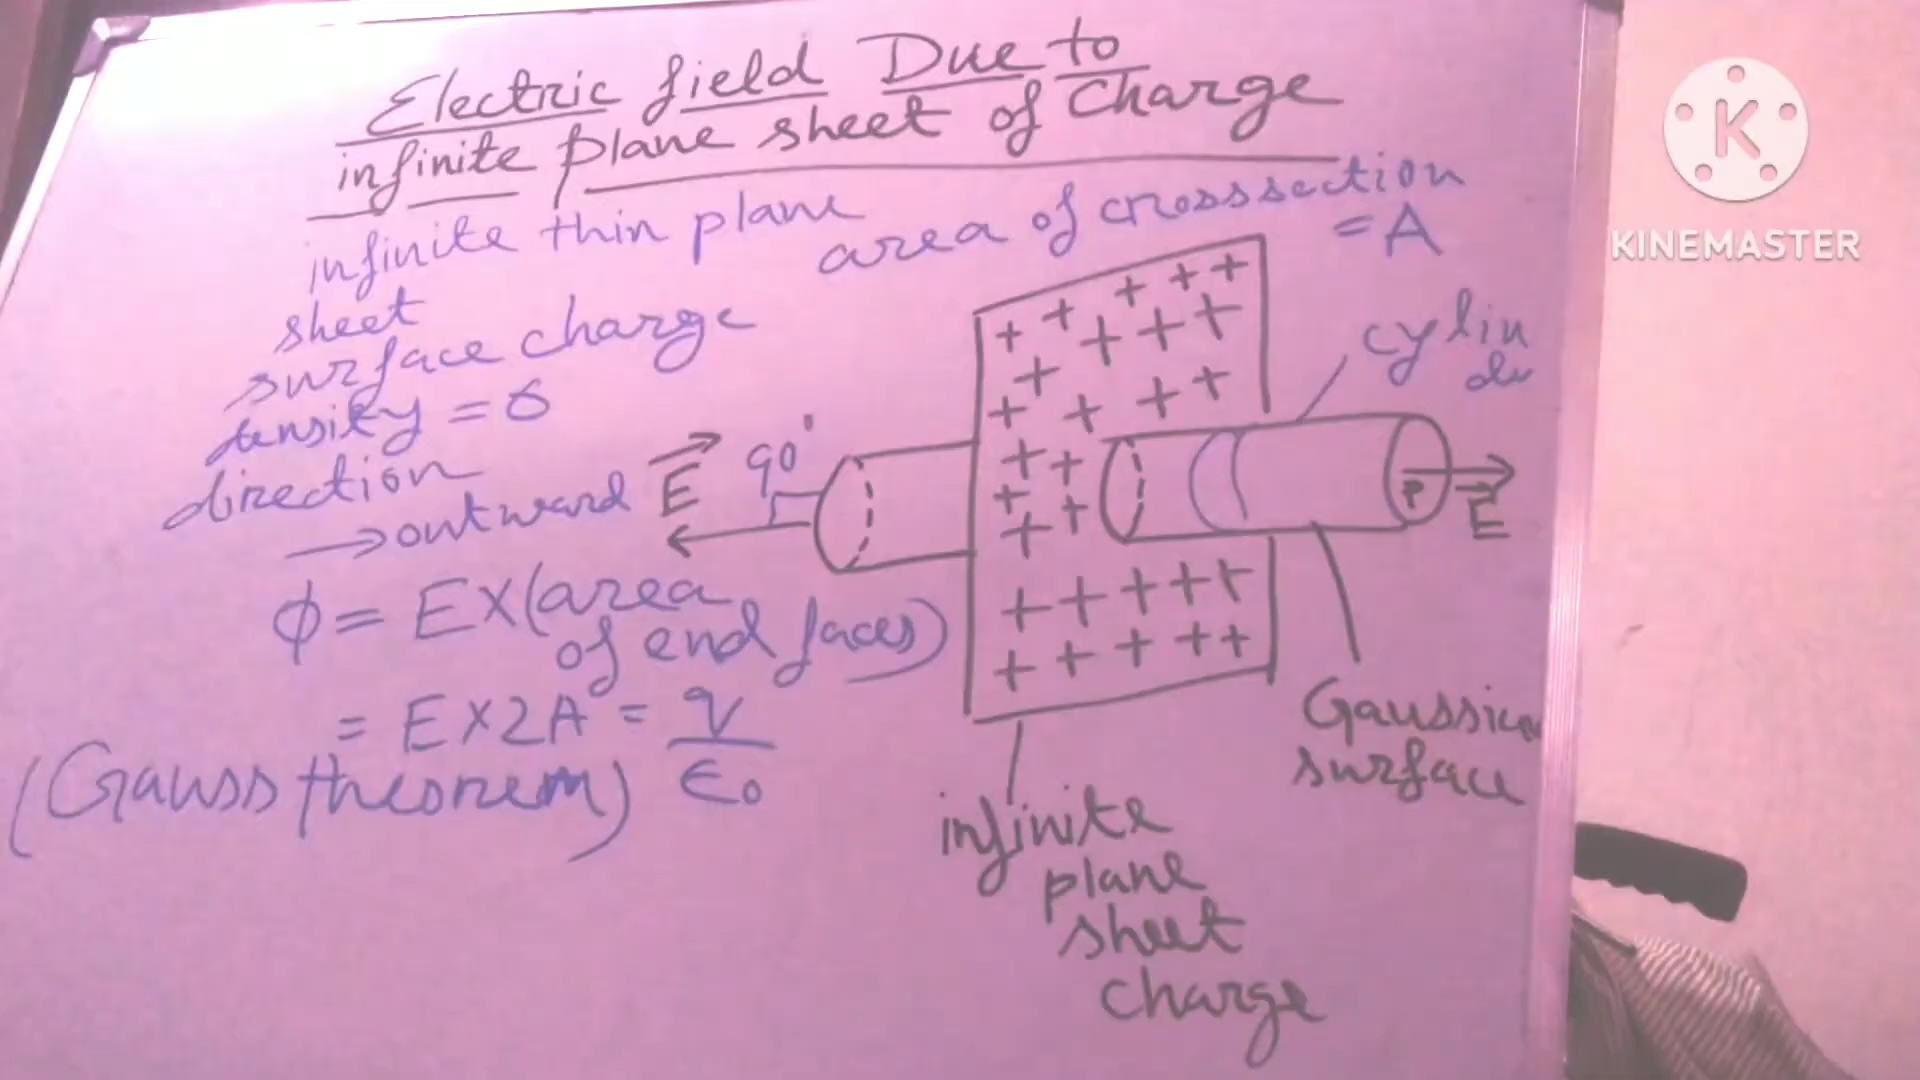 Electric field Due to
infinite plane sheet of charge
infinite thin plane
sheet
surface charge
density = σ
direction
→ outward
ϕ = E X (area
of end faces)
= E X 2A = q/ϵ₀
(Gauss theorem)
area of crosssection
= A
cylin
E
90°
P
E
Gaussian
surface
infinite
plane
sheet
charge
K
KINEMASTER